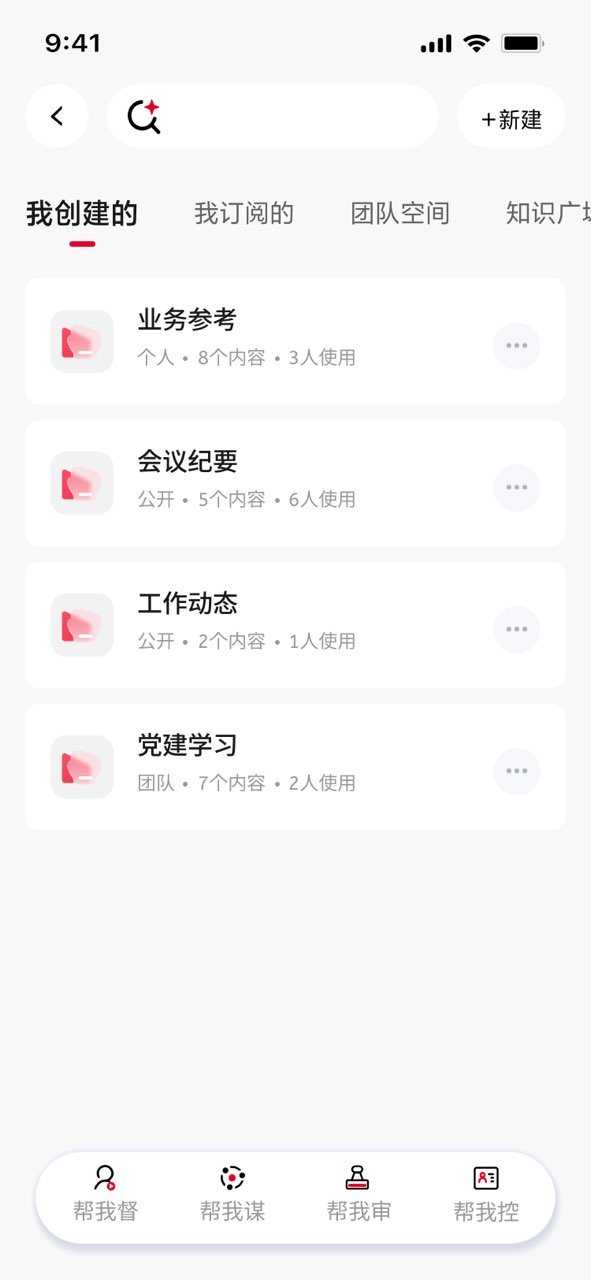 9:41
+新建
我创建的 我订阅的 团队空间 知识广
业务参考
个人 • 8个内容 • 3人使用
会议纪要
公开 • 5个内容 • 6人使用
工作动态
公开 • 2个内容 • 1人使用
党建学习
团队 • 7个内容 • 2人使用
帮我督 帮我谋 帮我审 帮我控